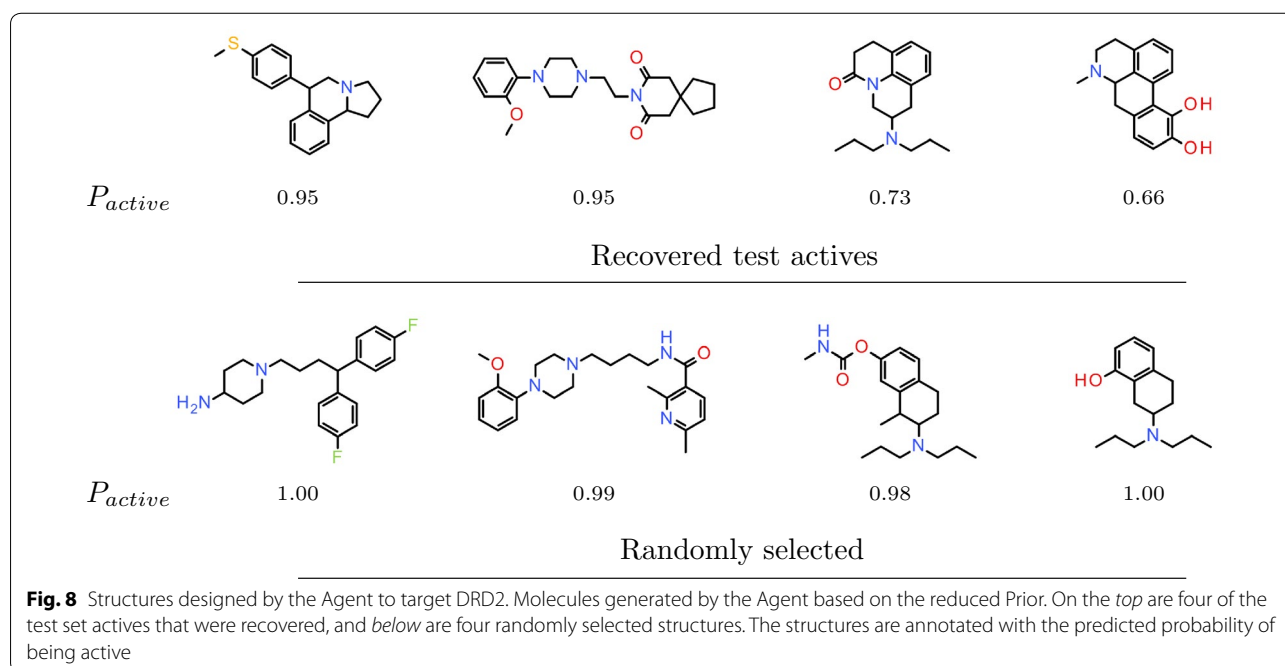 S
N
N
N
O
N
O
O
O
N
N
N
OH
OH
P_active 0.95 0.95 0.73 0.66
Recovered test actives
F
N
H2N
F
O
N
N
H
N
O
N
H
N
O
O
N
HO
N
P_active 1.00 0.99 0.98 1.00
Randomly selected
Fig. 8 Structures designed by the Agent to target DRD2. Molecules generated by the Agent based on the reduced Prior. On the top are four of the
test set actives that were recovered, and below are four randomly selected structures. The structures are annotated with the predicted probability of
being active